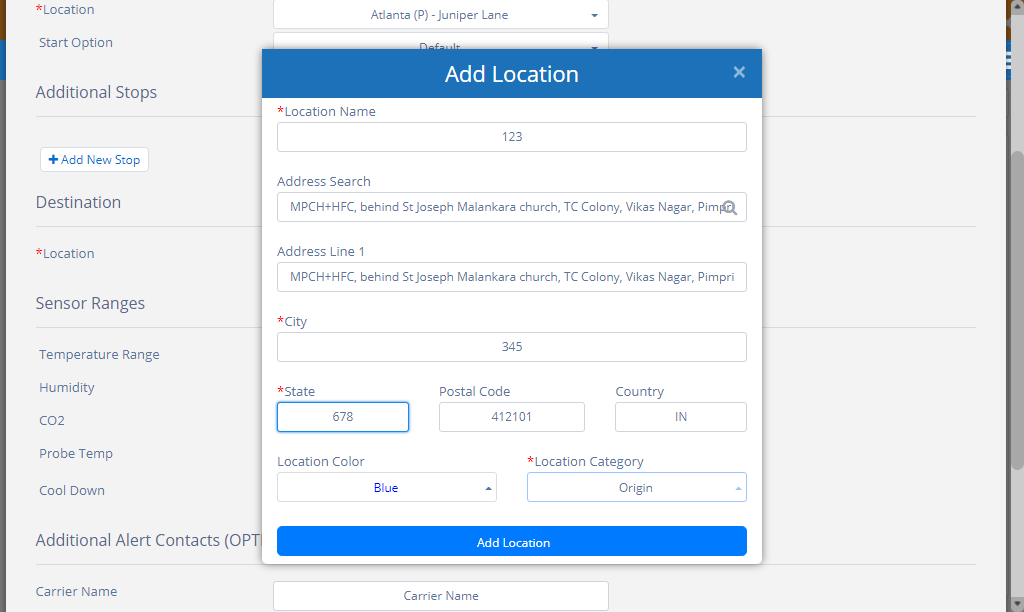 *Location
Atlanta (P) - Juniper Lane
Start Option
Default
Additional Stops
Add New Stop
Destination
*Location
Sensor Ranges
Temperature Range
Humidity
CO2
Probe Temp
Cool Down
Additional Alert Contacts (OPT
Carrier Name
Carrier Name
Add Location
×
*Location Name
123
Address Search
MPCH+HFC, behind St Joseph Malankara church, TC Colony, Vikas Nagar, Pimpr
Address Line 1
MPCH+HFC, behind St Joseph Malankara church, TC Colony, Vikas Nagar, Pimpri
*City
345
*State Postal Code Country
678 412101 IN
Location Color *Location Category
Blue Origin
Add Location